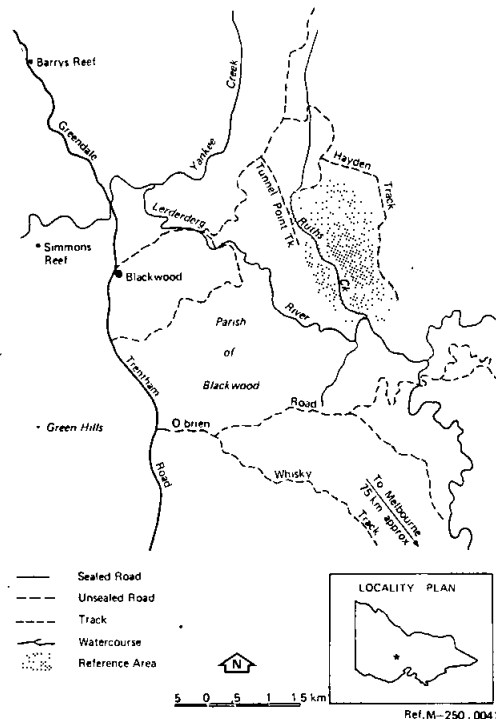 Barrys Reef
Greendale
Creek
Yankee
Hayden
Track
Tunnel Point Tk
Ruths
Ck
Lerderderg
River
Simmons
Reef
Blackwood
Parish
of
Blackwood
Trentham
Road
Green Hills
O brien
Road
Whisky
Track
To Melbourne
75 km approx
Sealed Road
Unsealed Road
Track
Watercourse
Reference Area
N
5 0 5 1 1.5 km
LOCALITY PLAN
Ref. M-250.004